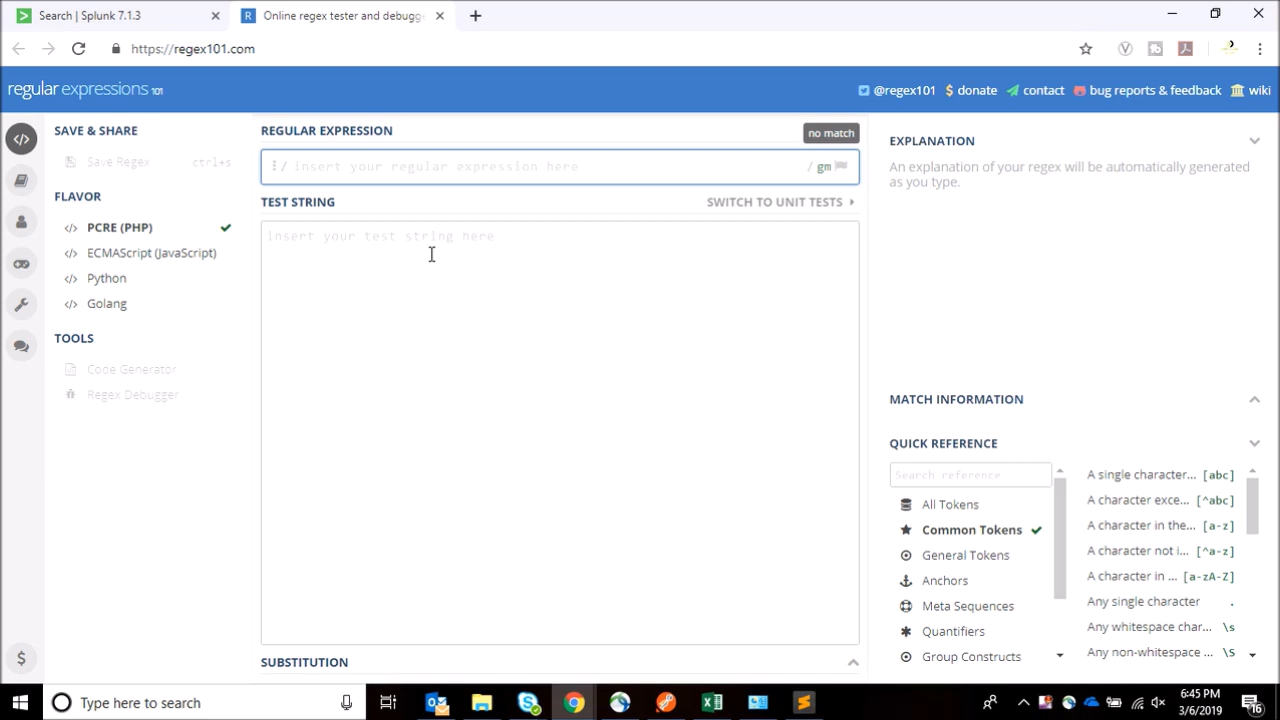 Search | Splunk 7.1.3
Online regex tester and debugge
https://regex101.com
regular expressions 101
@regex101
$ donate
contact
bug reports & feedback
wiki
SAVE & SHARE
Save Regex ctrl+s
FLAVOR
</> PCRE (PHP)
</> ECMAScript (JavaScript)
</> Python
</> Golang
TOOLS
Code Generator
Regex Debugger
$
REGULAR EXPRESSION
no match
/ insert your regular expression here / gm
TEST STRING
SWITCH TO UNIT TESTS
insert your test string here
SUBSTITUTION
EXPLANATION
An explanation of your regex will be automatically generated
as you type.
MATCH INFORMATION
QUICK REFERENCE
Search reference
All Tokens
Common Tokens
General Tokens
Anchors
Meta Sequences
Quantifiers
Group Constructs
A single character... [abc]
A character exce... [^abc]
A character in the... [a-z]
A character not i... [^a-z]
A character in ... [a-zA-Z]
Any single character .
Any whitespace char... \s
Any non-whitespace ... \S
Type here to search
6:45 PM
3/6/2019
16